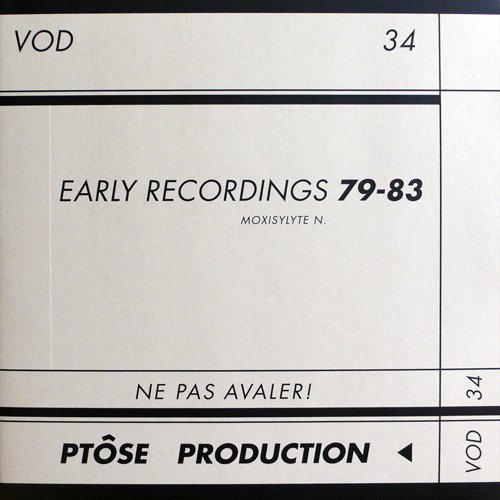 VOD 34
EARLY RECORDINGS 79-83
MOXISYLYTE N.
NE PAS AVALER!
PTÔSE PRODUCTION ◄
VOD 34